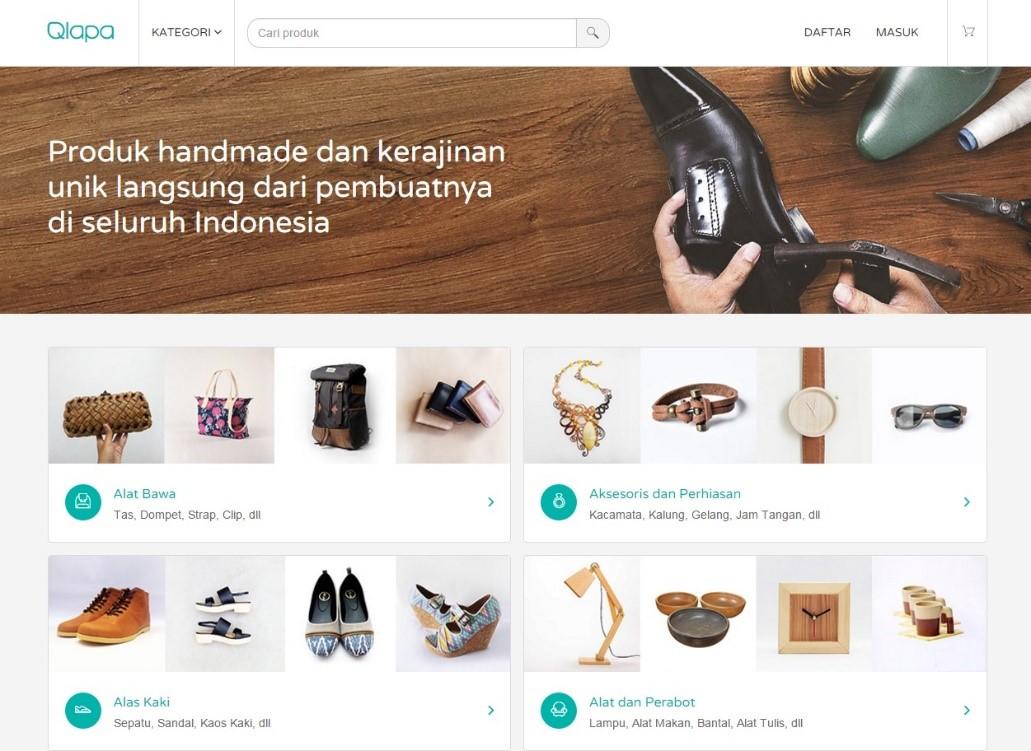 Qlapa
KATEGORI
Cari produk
DAFTAR
MASUK
Produk handmade dan kerajinan
unik langsung dari pembuatnya
di seluruh Indonesia
Alat Bawa
Tas, Dompet, Strap, Clip, dll
Aksesoris dan Perhiasan
Kacamata, Kalung, Gelang, Jam Tangan, dll
Alas Kaki
Sepatu, Sandal, Kaos Kaki, dll
Alat dan Perabot
Lampu, Alat Makan, Bantal, Alat Tulis, dll